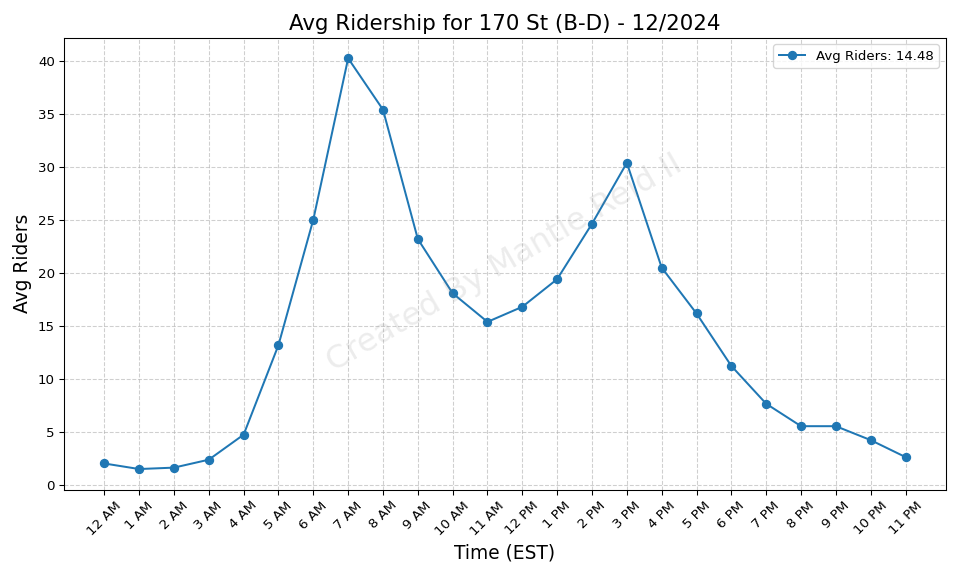 Avg Ridership for 170 St (B-D) - 12/2024
Avg Riders: 14.48
40
35
30
25
20
15
10
5
0
Avg Riders
Created By Mantle Reid II
12 AM
1 AM
2 AM
3 AM
4 AM
5 AM
6 AM
7 AM
8 AM
9 AM
10 AM
11 AM
12 PM
1 PM
2 PM
3 PM
4 PM
5 PM
6 PM
7 PM
8 PM
9 PM
10 PM
11 PM
Time (EST)